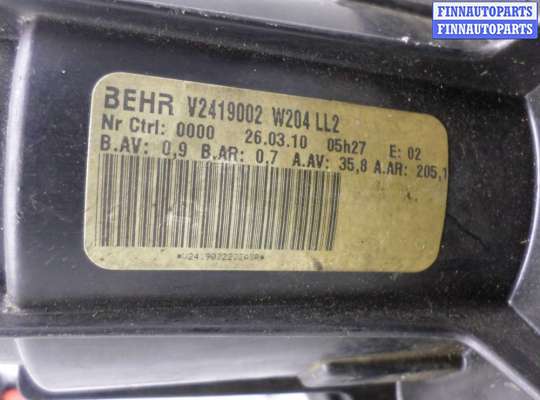 FINNAUTOPARTS
FINNAUTOPARTS
BEHR V2419002 W204 LL2
Nr Ctrl: 0000 26.03.10 05h27 E: 02
B.AV: 0,9 B.AR: 0,7 A.AV: 35,8 A.AR: 205,1